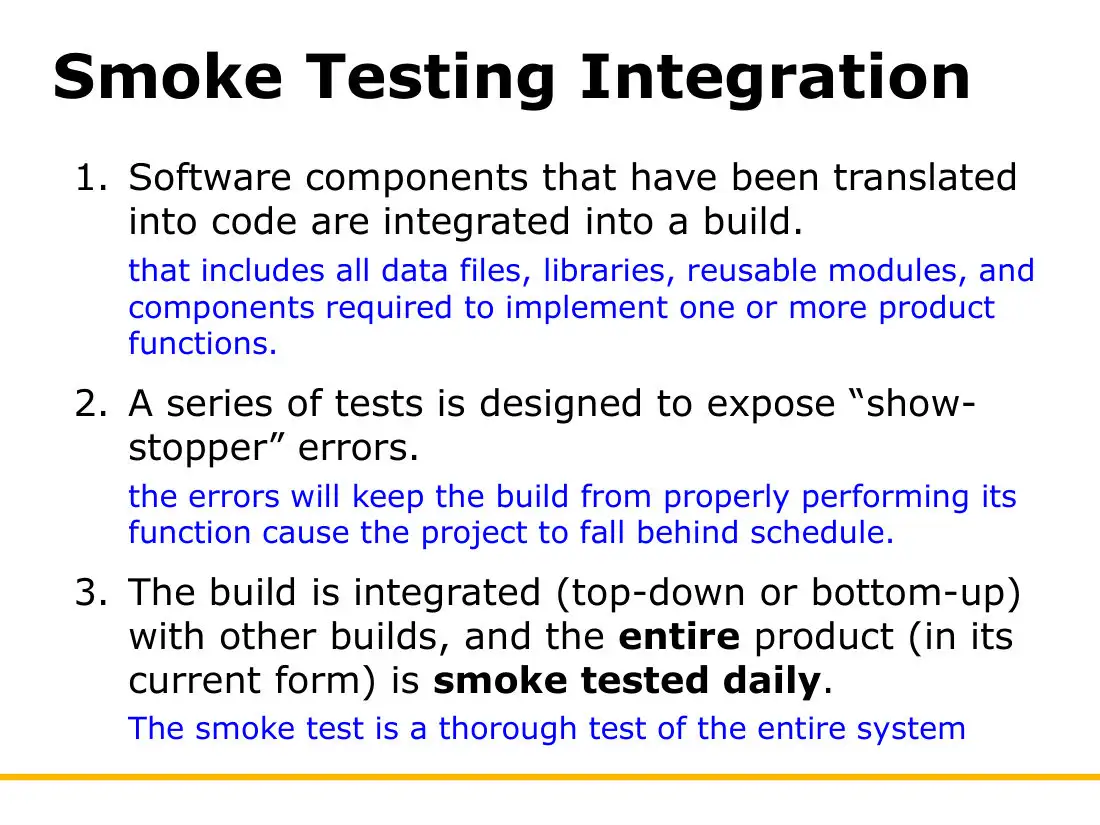 Smoke Testing Integration
1. Software components that have been translated
into code are integrated into a build.
that includes all data files, libraries, reusable modules, and
components required to implement one or more product
functions.
2. A series of tests is designed to expose “show-
stopper” errors.
the errors will keep the build from properly performing its
function cause the project to fall behind schedule.
3. The build is integrated (top-down or bottom-up)
with other builds, and the entire product (in its
current form) is smoke tested daily.
The smoke test is a thorough test of the entire system